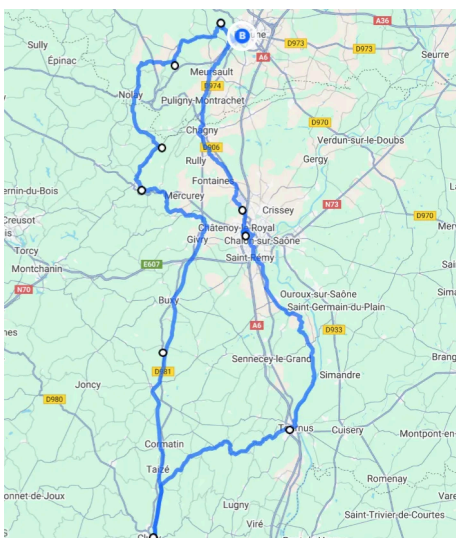 A36
Sully
D973
D973
Épinac
A6
Seurre
Meursault
D974
Nolay
Puligny-Montrachet
D970
Chagny
Verdun-sur-le-Doubs
D906
Rully
Gergy
Fontaines
Mercurey
Crissey
N73
D970
Creusot
Châtenoy-le-Royal
Givry
Chalon-sur-Saône
Torcy
Saint-Rémy
Montchanin
E607
N70
Buxy
Ouroux-sur-Saône
Saint-Germain-du-Plain
A6
D933
Sennecey-le-Grand
D981
Simandre
Joncy
D980
Cuisery
Cormatin
Montpont-en-
Taizé
Romenay
onnet-de-Joux
Lugny
Saint-Trivier-de-Courtes
Viré
B